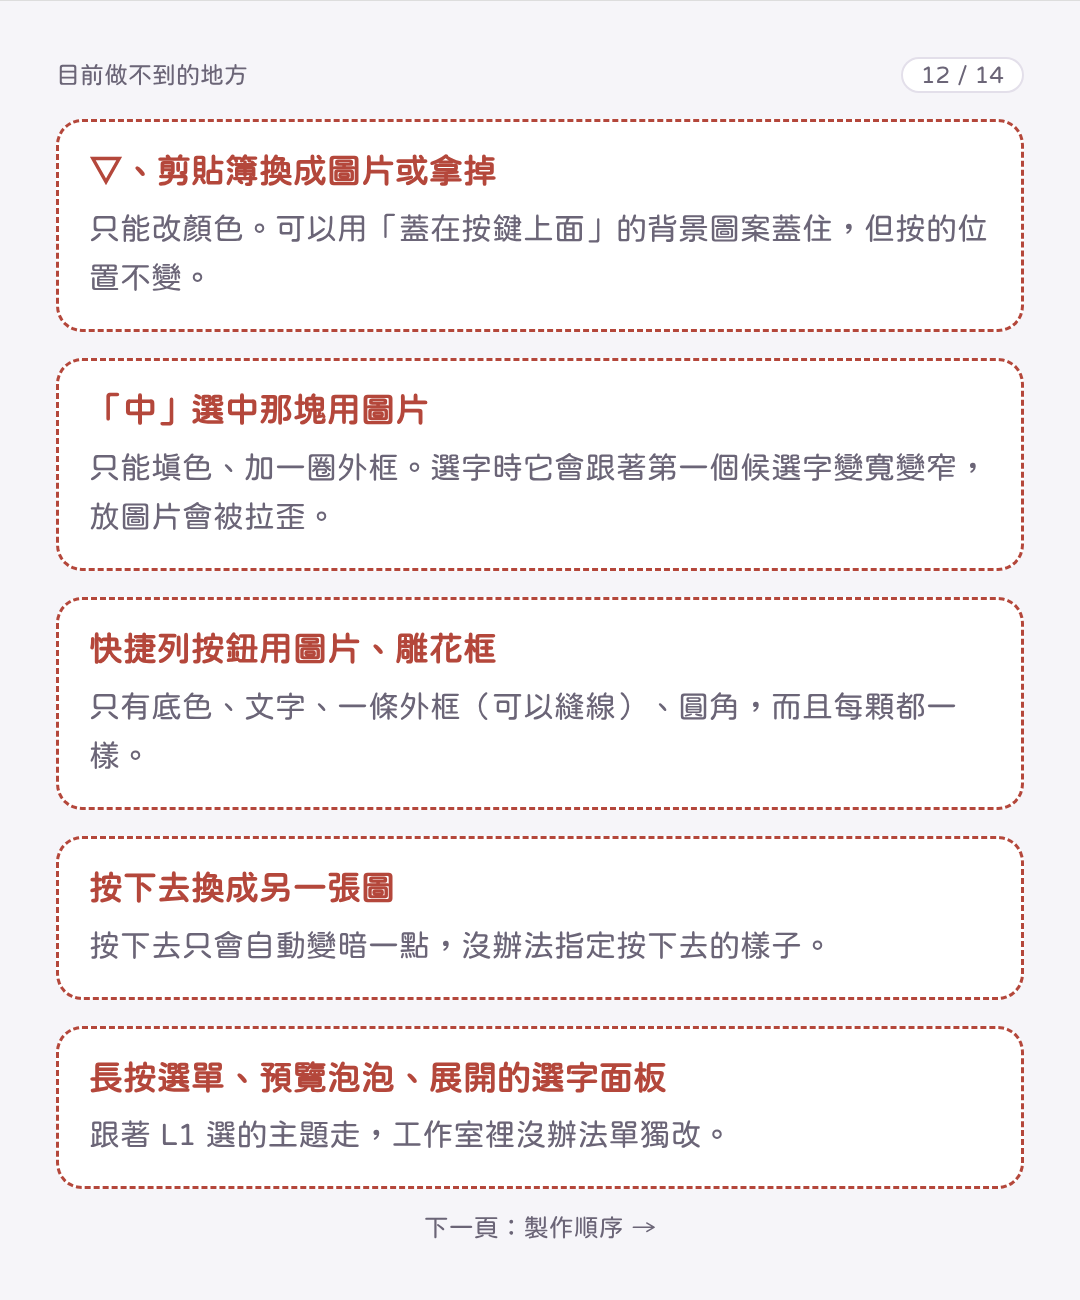 目前做不到的地方
12 / 14
▽、剪貼簿換成圖片或拿掉
只能改顏色。可以用「蓋在按鍵上面」的背景圖案蓋住，但按的位
置不變。
「中」選中那塊用圖片
只能填色、加一圈外框。選字時它會跟著第一個候選字變寬變窄，
放圖片會被拉歪。
快捷列按鈕用圖片、雕花框
只有底色、文字、一條外框（可以縫線）、圓角，而且每顆都一
樣。
按下去換成另一張圖
按下去只會自動變暗一點，沒辦法指定按下去的樣子。
長按選單、預覽泡泡、展開的選字面板
跟著 L1 選的主題走，工作室裡沒辦法單獨改。
下一頁：製作順序 →